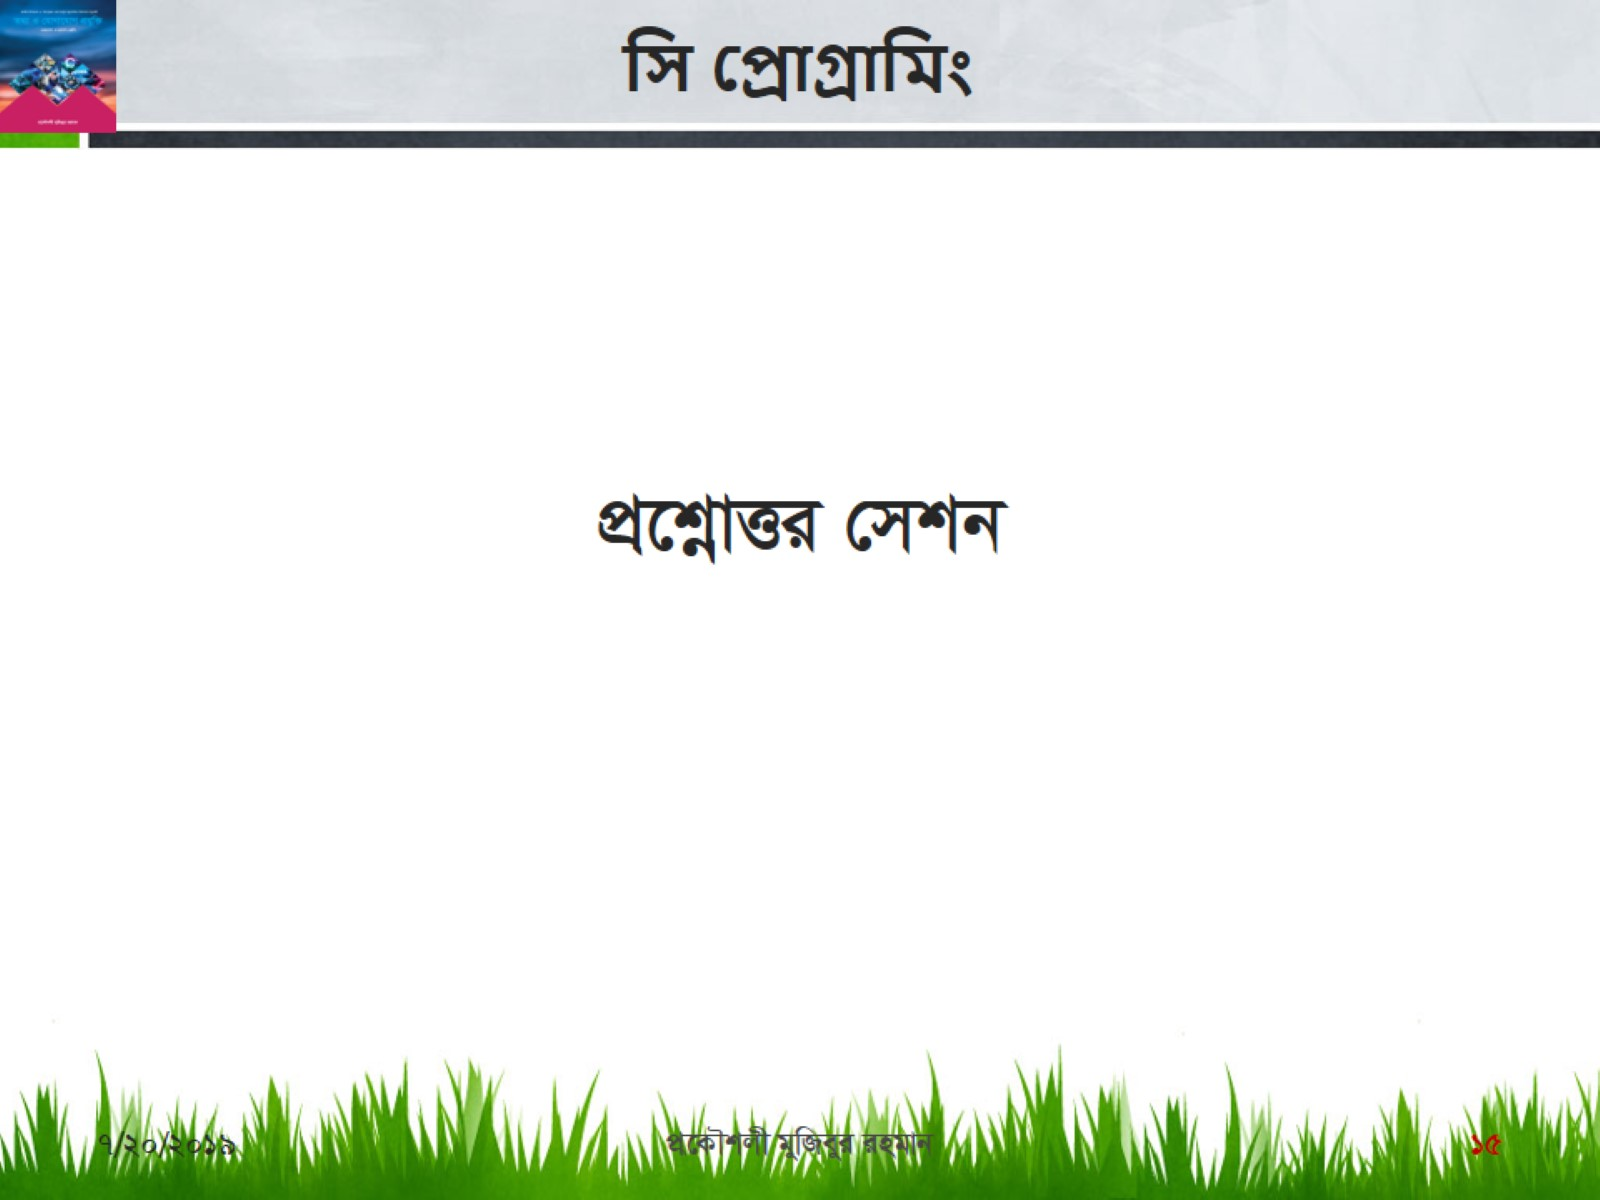 সি প্রোগ্রামিং
প্রশ্নোত্তর সেশন
৭/২০/২০১৯
প্রকৌশলী মুজিবুর রহমান
১৫